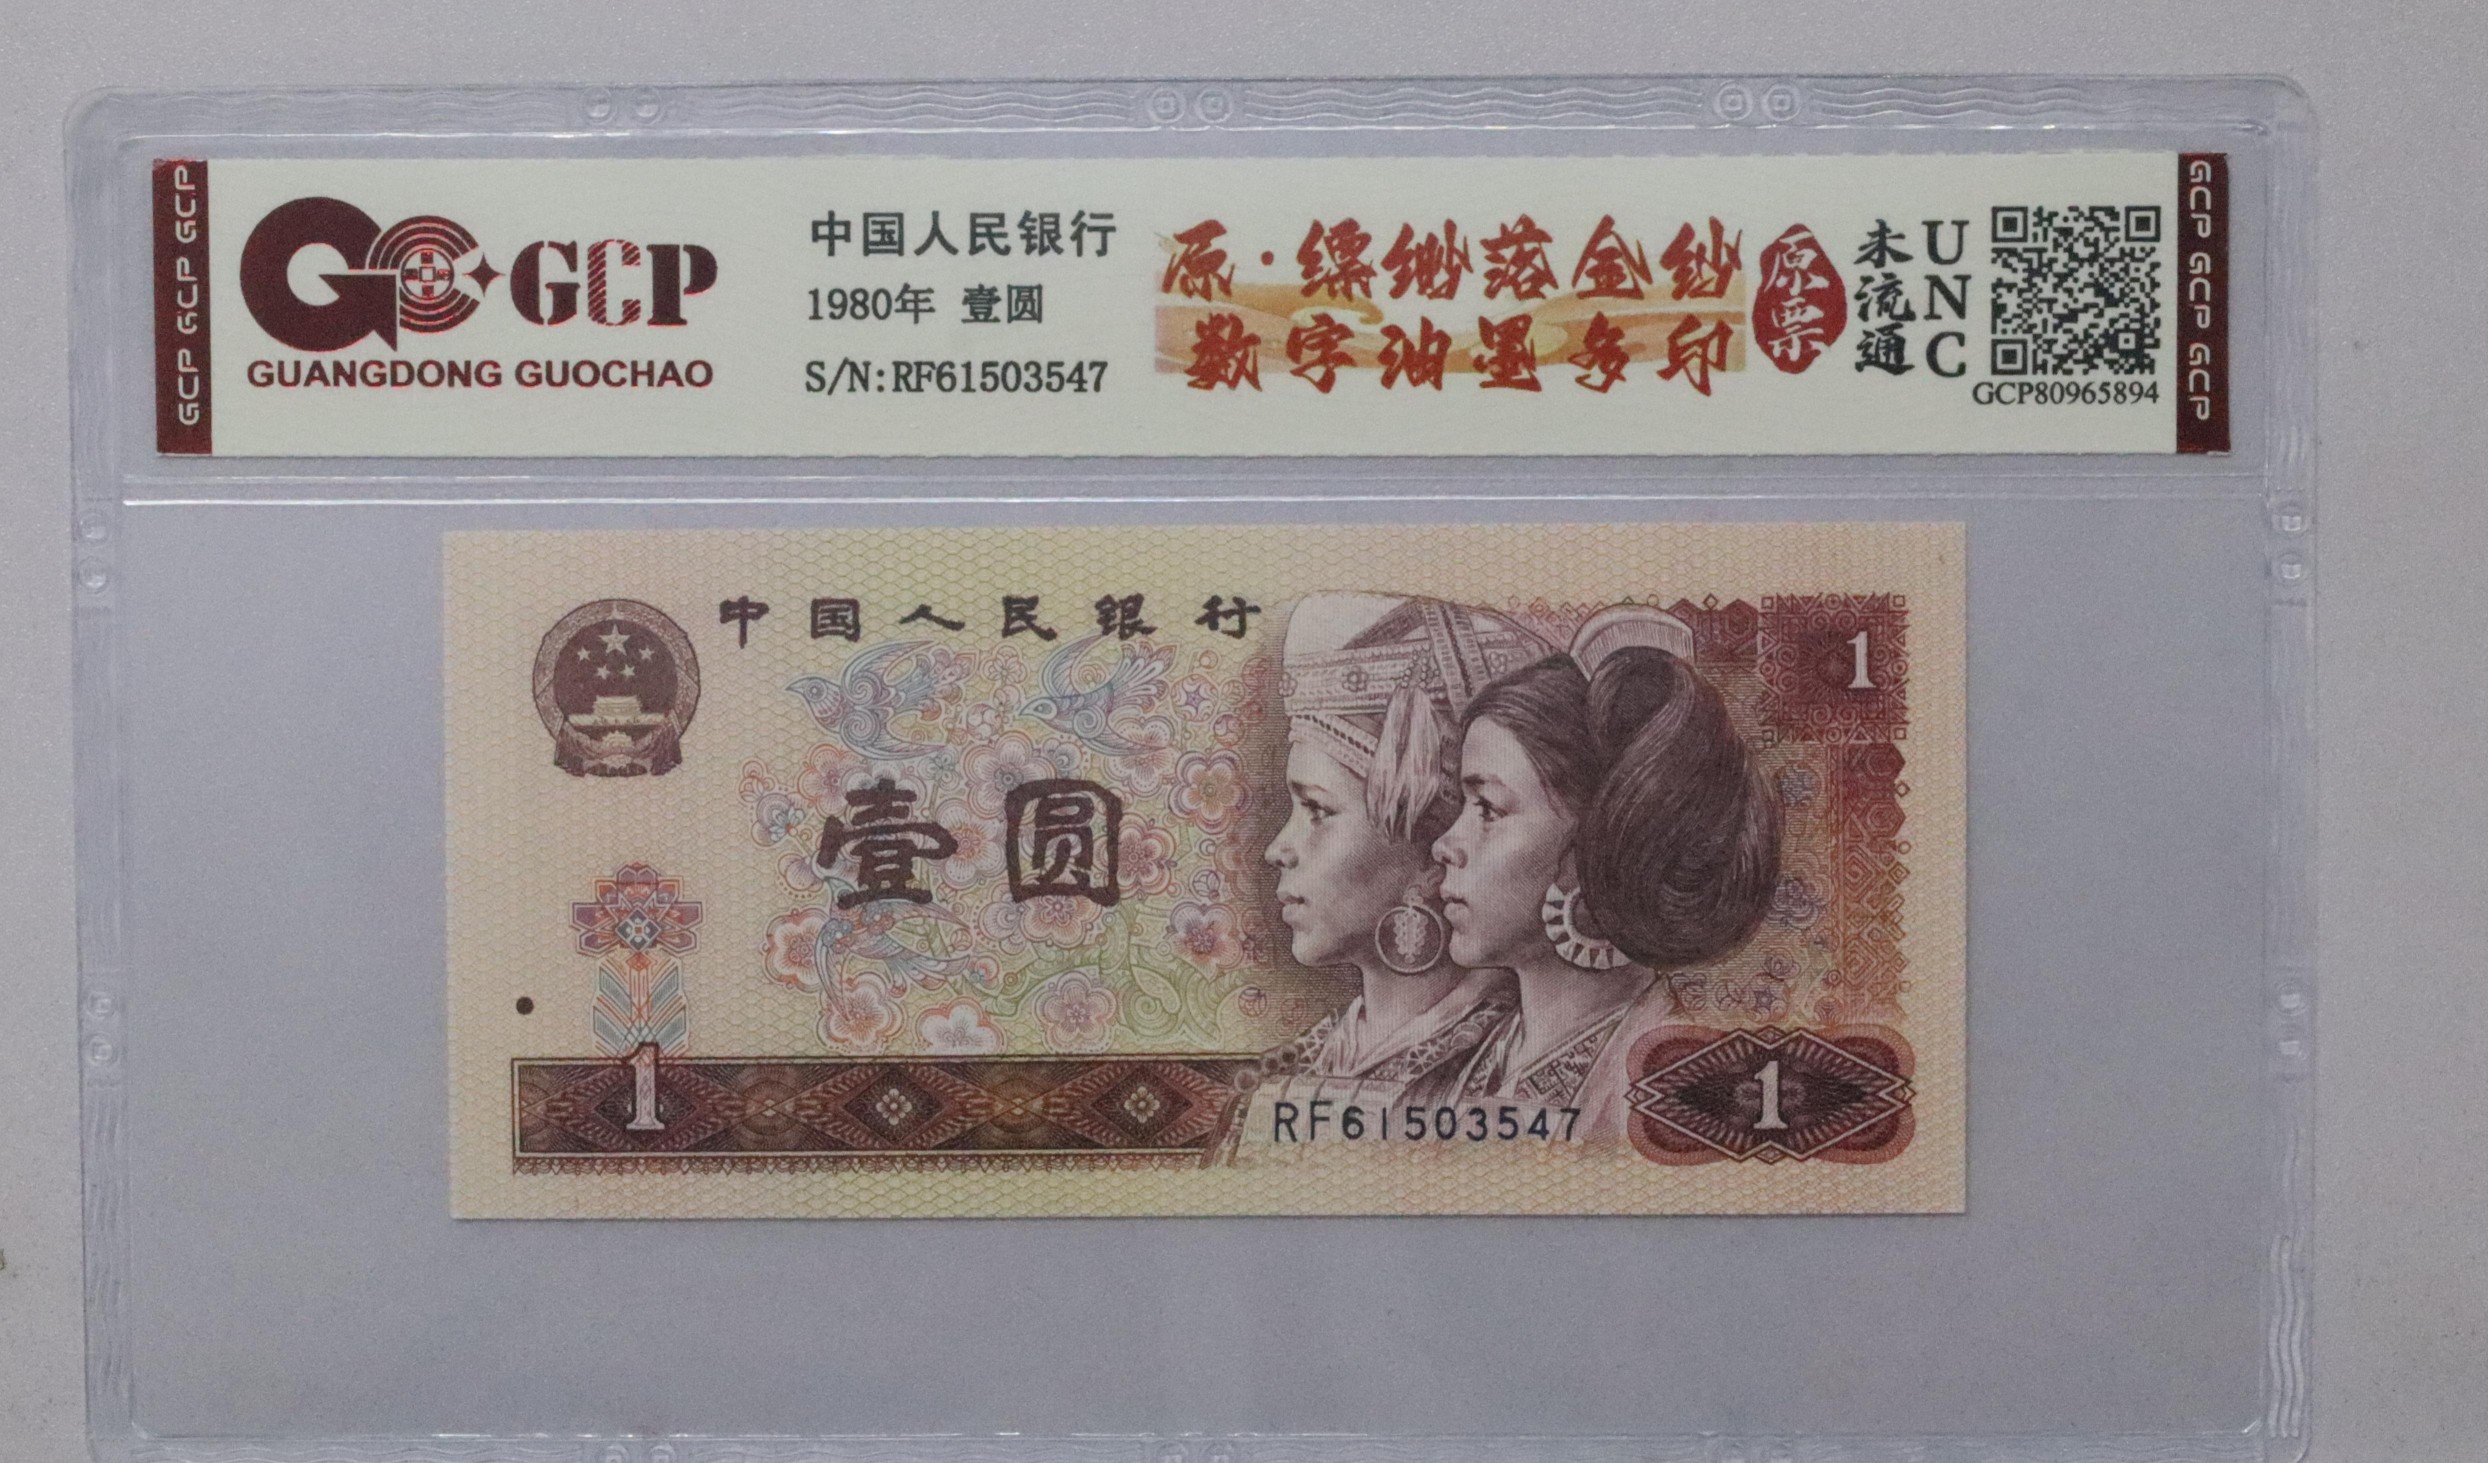 GCP GCP GCP
GCP
GUANGDONG GUOCHAO
中国人民银行
1980年 壹圆
S/N:RF61503547
原·缥缈落金纱
数字油墨多印
原票
未流通
UNC
GCP80965894
GCP GCP GCP
中国人民银行
1
壹圆
1
RF61503547
1